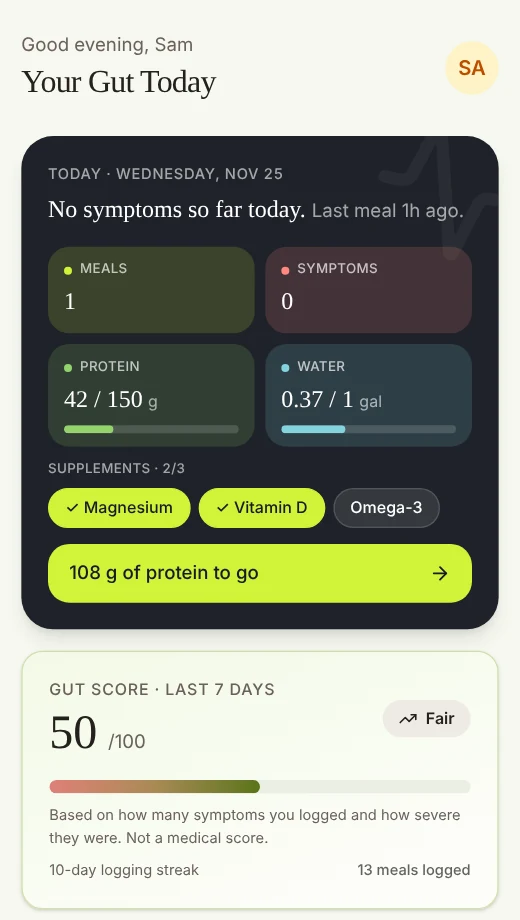 Good evening, Sam
Your Gut Today
SA
TODAY · WEDNESDAY, NOV 25
No symptoms so far today. Last meal 1h ago.
MEALS
1
SYMPTOMS
0
PROTEIN
42 / 150 g
WATER
0.37 / 1 gal
SUPPLEMENTS · 2/3
✓ Magnesium
✓ Vitamin D
Omega-3
108 g of protein to go →
GUT SCORE · LAST 7 DAYS
50 /100
Fair
Based on how many symptoms you logged and how severe
they were. Not a medical score.
10-day logging streak
13 meals logged